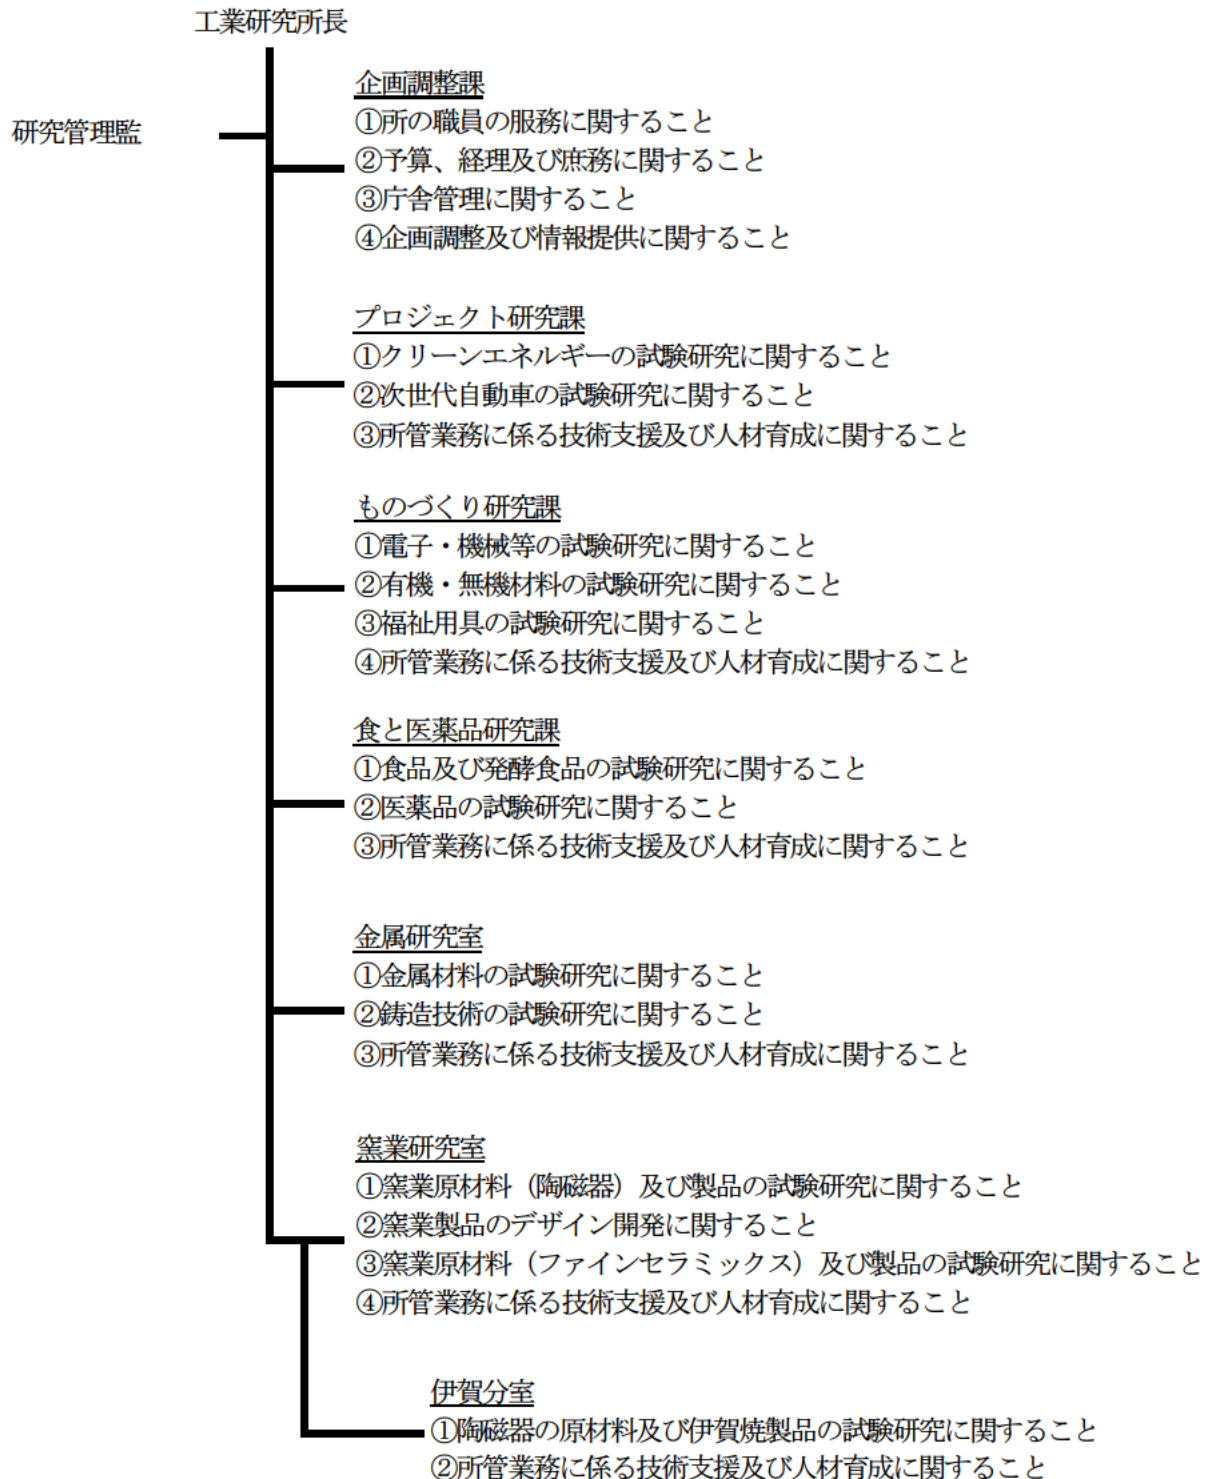 工業研究所長
研究管理監
企画調整課
①所の職員の服務に関すること
②予算、経理及び庶務に関すること
③庁舎管理に関すること
④企画調整及び情報提供に関すること
プロジェクト研究課
①クリーンエネルギーの試験研究に関すること
②次世代自動車の試験研究に関すること
③所管業務に係る技術支援及び人材育成に関すること
ものづくり研究課
①電子・機械等の試験研究に関すること
②有機・無機材料の試験研究に関すること
③福祉用具の試験研究に関すること
④所管業務に係る技術支援及び人材育成に関すること
食と医薬品研究課
①食品及び発酵食品の試験研究に関すること
②医薬品の試験研究に関すること
③所管業務に係る技術支援及び人材育成に関すること
金属研究室
①金属材料の試験研究に関すること
②鋳造技術の試験研究に関すること
③所管業務に係る技術支援及び人材育成に関すること
窯業研究室
①窯業原材料（陶磁器）及び製品の試験研究に関すること
②窯業製品のデザイン開発に関すること
③窯業原材料（ファインセラミックス）及び製品の試験研究に関すること
④所管業務に係る技術支援及び人材育成に関すること
伊賀分室
①陶磁器の原材料及び伊賀焼製品の試験研究に関すること
②所管業務に係る技術支援及び人材育成に関すること